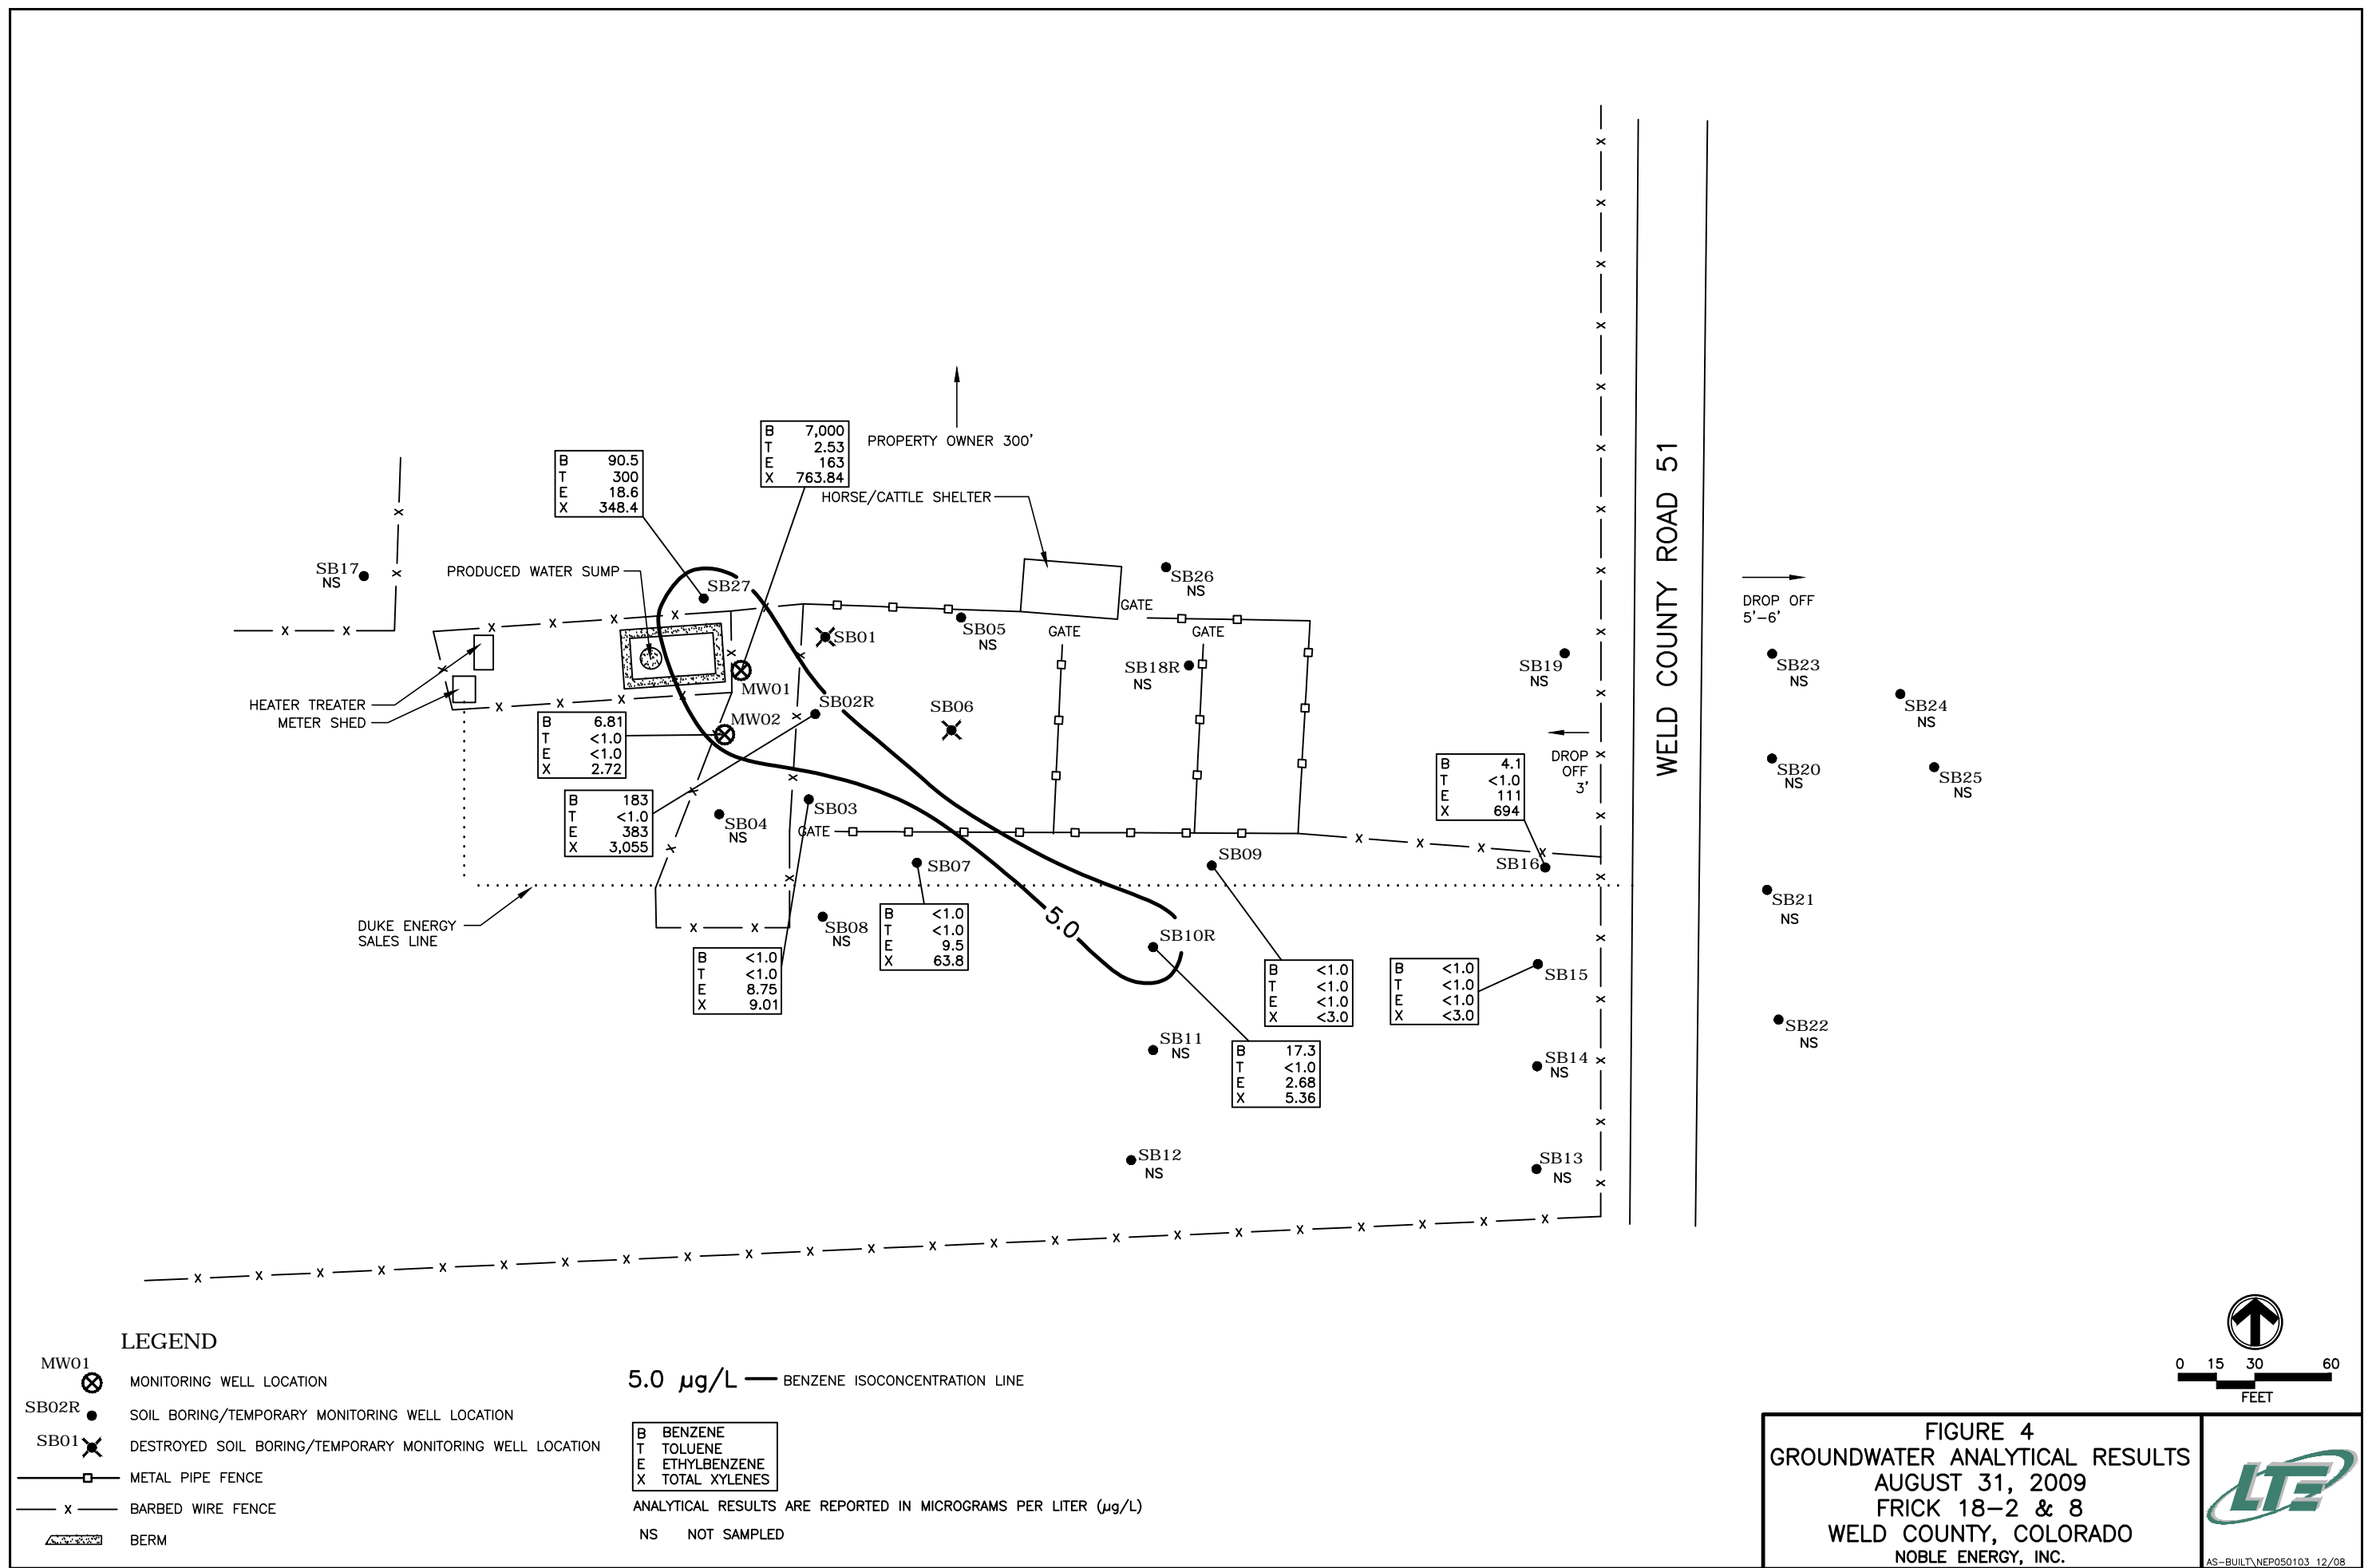 B 7,000
T 2.53
E 163
X 763.84
PROPERTY OWNER 300'
B 90.5
T 300
E 18.6
X 348.4
HORSE/CATTLE SHELTER
WELD COUNTY ROAD 51
SB17
NS
PRODUCED WATER SUMP
SB27
SB26
NS
GATE
DROP OFF
5'-6'
SB01
SB05
NS
GATE
GATE
SB18R
NS
SB19
NS
SB23
NS
MW01
HEATER TREATER
METER SHED
SB02R
SB06
SB24
NS
MW02
B 6.81
T <1.0
E <1.0
X 2.72
DROP
OFF
3'
B 4.1
T <1.0
E 111
X 694
SB20
NS
SB25
NS
B 183
T <1.0
E 383
X 3,055
SB03
SB04
NS
GATE
SB07
SB09
SB16
SB21
NS
DUKE ENERGY
SALES LINE
SB08
NS
B <1.0
T <1.0
E 9.5
X 63.8
5.0
SB10R
B <1.0
T <1.0
E 8.75
X 9.01
B <1.0
T <1.0
E <1.0
X <3.0
B <1.0
T <1.0
E <1.0
X <3.0
SB15
SB22
NS
SB11
NS
B 17.3
T <1.0
E 2.68
X 5.36
SB14
NS
SB12
NS
SB13
NS
LEGEND
MW01
MONITORING WELL LOCATION
SB02R
SOIL BORING/TEMPORARY MONITORING WELL LOCATION
SB01
DESTROYED SOIL BORING/TEMPORARY MONITORING WELL LOCATION
METAL PIPE FENCE
x BARBED WIRE FENCE
BERM
5.0 µg/L BENZENE ISOCONCENTRATION LINE
B BENZENE
T TOLUENE
E ETHYLBENZENE
X TOTAL XYLENES
ANALYTICAL RESULTS ARE REPORTED IN MICROGRAMS PER LITER (µg/L)
NS NOT SAMPLED
0 15 30 60
FEET
FIGURE 4
GROUNDWATER ANALYTICAL RESULTS
AUGUST 31, 2009
FRICK 18-2 & 8
WELD COUNTY, COLORADO
NOBLE ENERGY, INC.
LTE
AS-BUILT\NEP050103 12/08